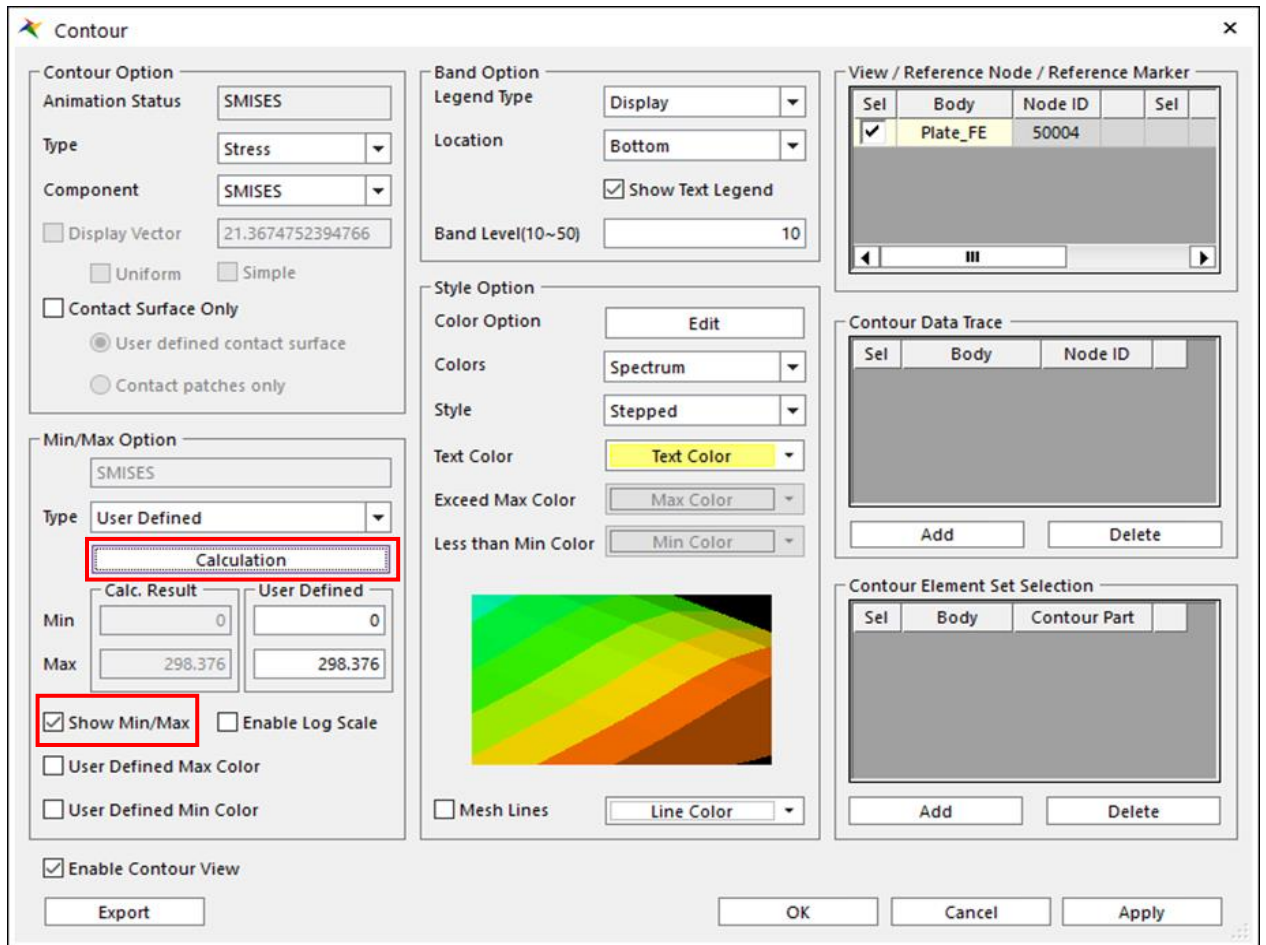 Contour
Contour Option
Animation Status SMISES
Type Stress
Component SMISES
Display Vector 21.3674752394766
Uniform Simple
Contact Surface Only
User defined contact surface
Contact patches only
Min/Max Option
SMISES
Type User Defined
Calculation
Calc. Result User Defined
Min 0 0
Max 298.376 298.376
Show Min/Max Enable Log Scale
User Defined Max Color
User Defined Min Color
Enable Contour View
Export
Band Option
Legend Type Display
Location Bottom
Show Text Legend
Band Level(10~50) 10
Style Option
Color Option Edit
Colors Spectrum
Style Stepped
Text Color Text Color
Exceed Max Color Max Color
Less than Min Color Min Color
Mesh Lines Line Color
View / Reference Node / Reference Marker
Sel Body Node ID Sel
Plate_FE 50004
Contour Data Trace
Sel Body Node ID
Add Delete
Contour Element Set Selection
Sel Body Contour Part
Add Delete
OK Cancel Apply